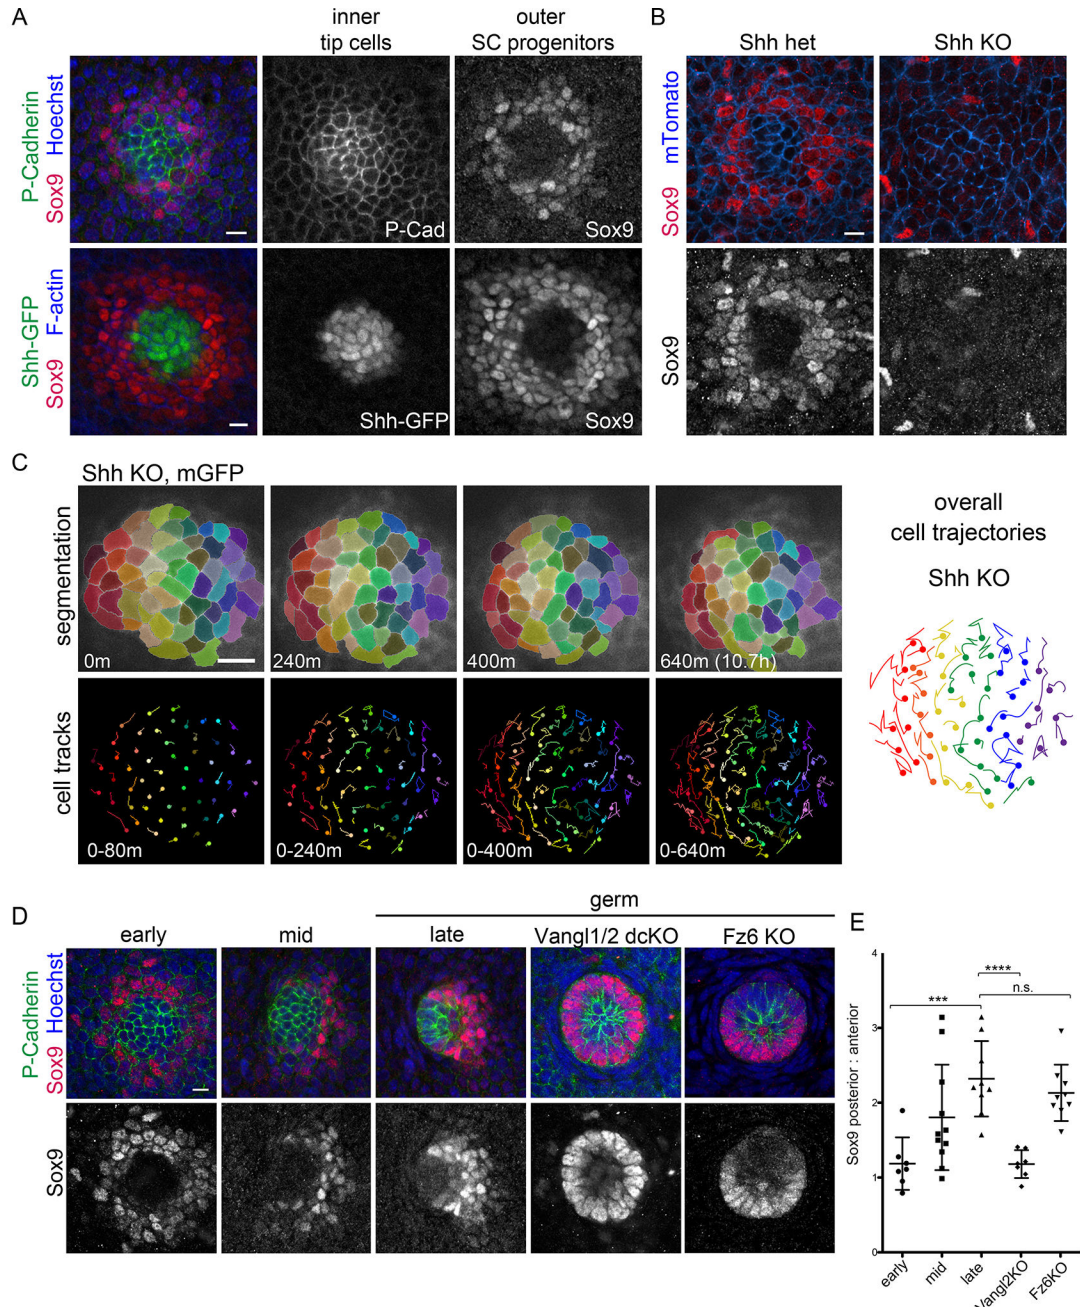 A
inner
tip cells
outer
SC progenitors
P-Cadherin
Sox9 Hoechst
P-Cad
Sox9
Shh-GFP
Sox9 F-actin
Shh-GFP
Sox9
B
Shh het
Shh KO
Sox9 mTomato
Sox9
C
Shh KO, mGFP
segmentation
0m
240m
400m
640m (10.7h)
cell tracks
0-80m
0-240m
0-400m
0-640m
overall
cell trajectories
Shh KO
D
germ
early
mid
late
Vangl1/2 dcKO
Fz6 KO
P-Cadherin
Sox9 Hoechst
Sox9
E
Sox9 posterior : anterior
4
3
2
1
0
***
****
n.s.
early
mid
late
Vangl2KO
Fz6KO